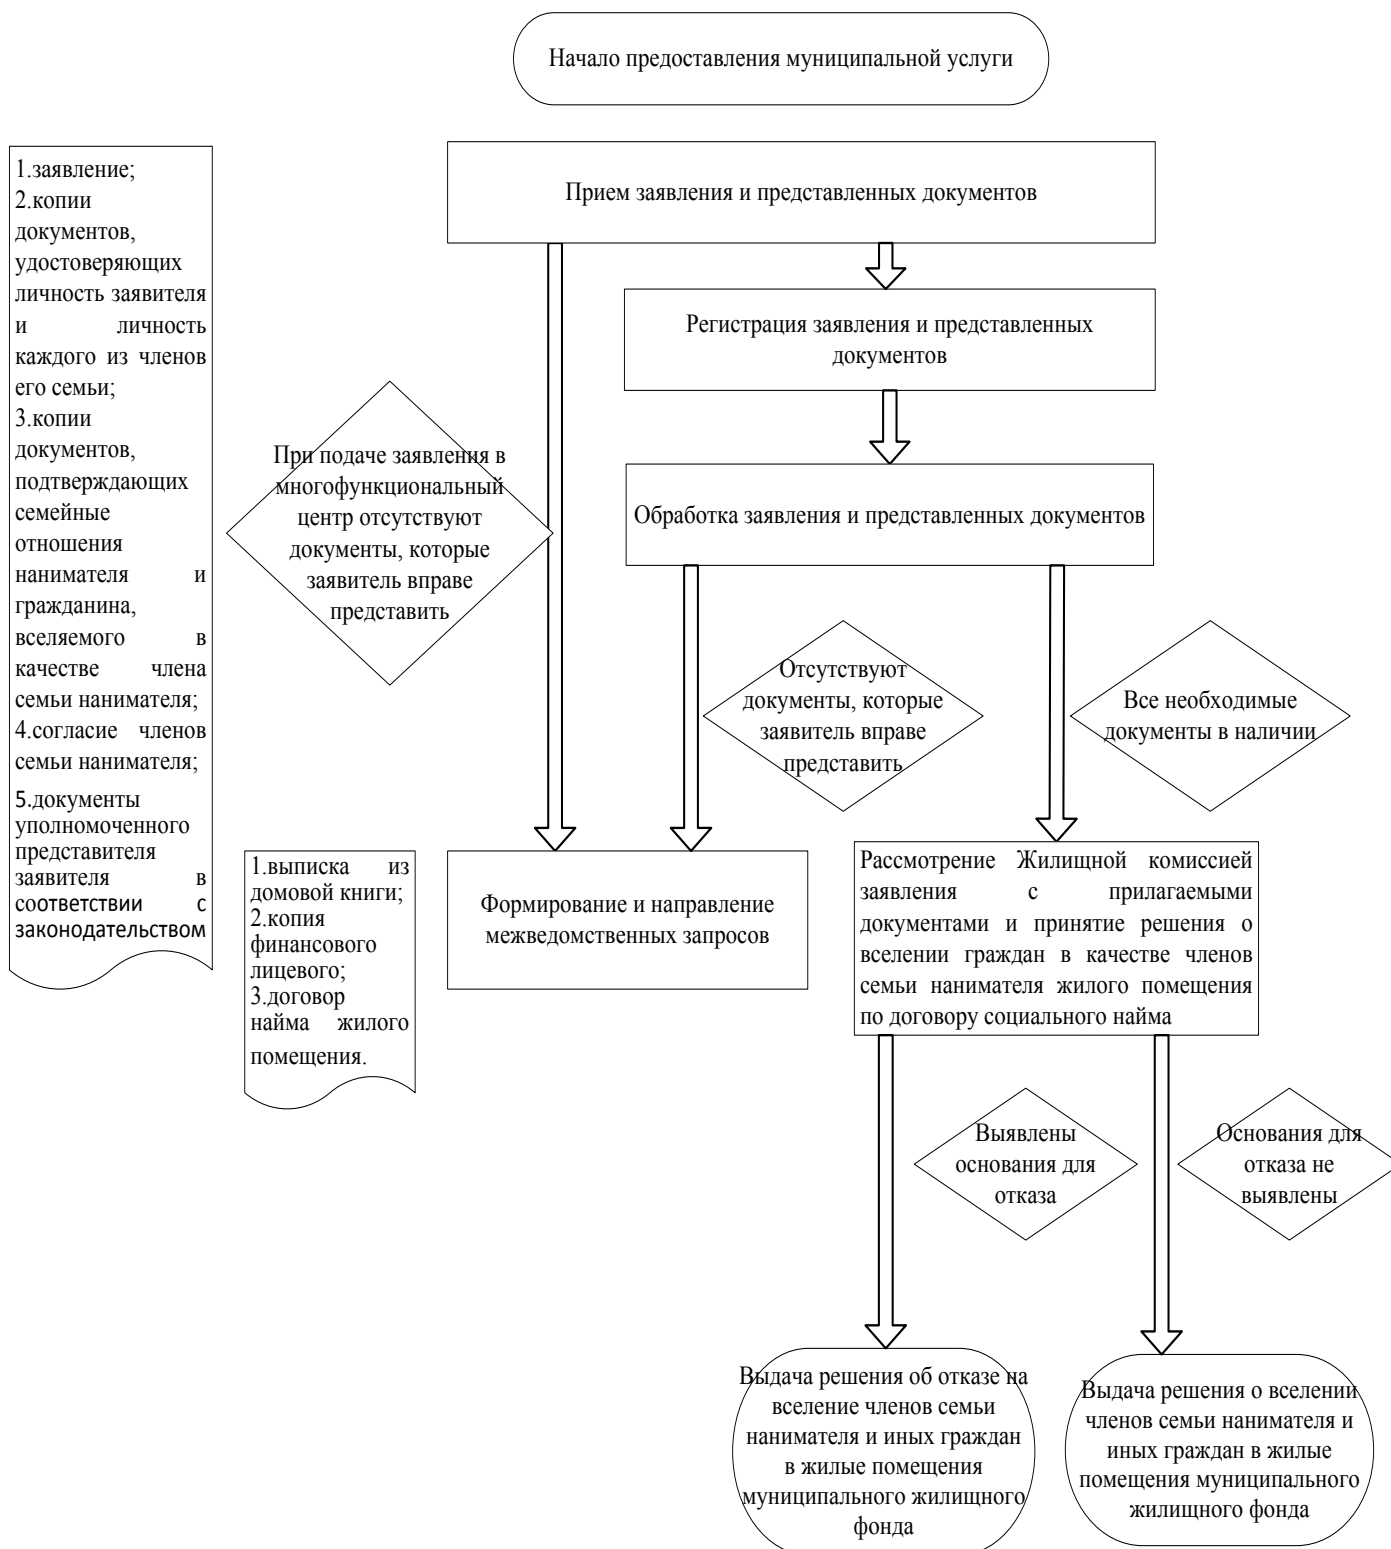 Начало предоставления муниципальной услуги
1.заявление;
2.копии
документов,
удостоверяющих
личность заявителя
и личность
каждого из членов
его семьи;
3.копии
документов,
подтверждающих
семейные
отношения
нанимателя и
гражданина,
вселяемого в
качестве члена
семьи нанимателя;
4.согласие членов
семьи нанимателя;
5.документы
уполномоченного
представителя
заявителя в
соответствии с
законодательством
Прием заявления и представленных документов
Регистрация заявления и представленных
документов
При подаче заявления в
многофункциональный
центр отсутствуют
документы, которые
заявитель вправе
представить
Обработка заявления и представленных документов
Отсутствуют
документы, которые
заявитель вправе
представить
Все необходимые
документы в наличии
1.выписка из
домовой книги;
2.копия
финансового
лицевого;
3.договор
найма жилого
помещения.
Формирование и направление
межведомственных запросов
Рассмотрение Жилищной комиссией
заявления с прилагаемыми
документами и принятие решения о
вселении граждан в качестве членов
семьи нанимателя жилого помещения
по договору социального найма
Выявлены
основания для
отказа
Основания для
отказа не
выявлены
Выдача решения об отказе на
вселение членов семьи
нанимателя и иных граждан
в жилые помещения
муниципального жилищного
фонда
Выдача решения о вселении
членов семьи нанимателя и
иных граждан в жилые
помещения муниципального
жилищного фонда